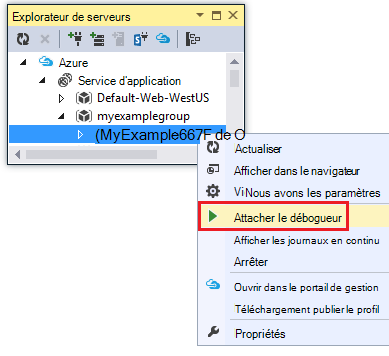 Explorateur de serveurs
Azure
Service d'application
Default-Web-WestUS
myexamplegroup
(MyExample667F de O
Actualiser
Afficher dans le navigateur
ViNous avons les paramètres
Attacher le débogueur
Afficher les journaux en continu
Arrêter
Ouvrir dans le portail de gestion
Téléchargement publier le profil
Propriétés